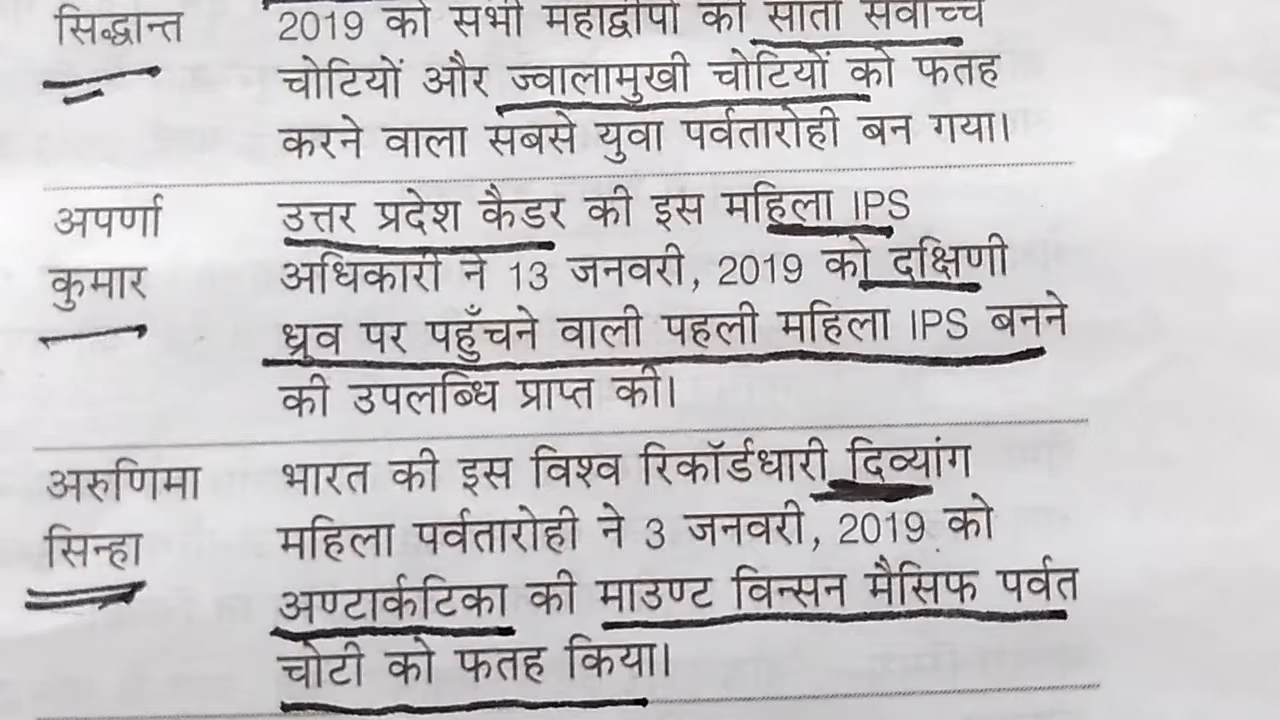 सिद्धान्त 2019 को सभी महाद्वीपों की सातों सर्वोच्च
चोटियों और ज्वालामुखी चोटियों को फतह
करने वाला सबसे युवा पर्वतारोही बन गया।
अपर्णा उत्तर प्रदेश कैडर की इस महिला IPS
कुमार अधिकारी ने 13 जनवरी, 2019 को दक्षिणी
ध्रुव पर पहुँचने वाली पहली महिला IPS बनने
की उपलब्धि प्राप्त की।
अरुणिमा भारत की इस विश्व रिकॉर्डधारी दिव्यांग
सिन्हा महिला पर्वतारोही ने 3 जनवरी, 2019 को
अण्टार्कटिका की माउण्ट विन्सन मैसिफ पर्वत
चोटी को फतह किया।